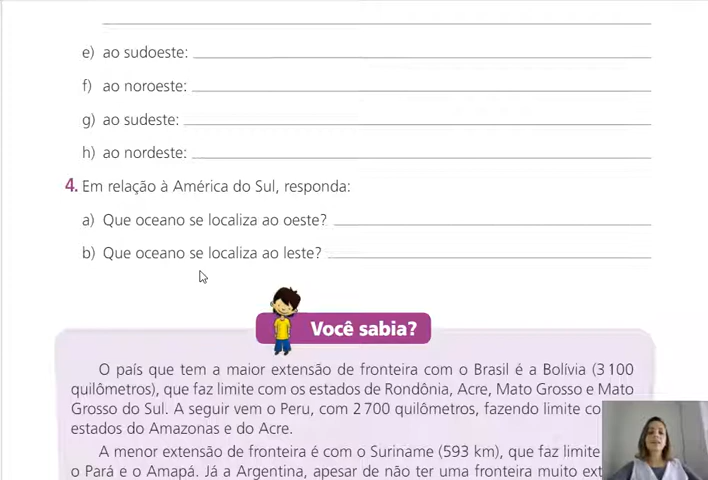 e) ao sudoeste:
f) ao noroeste:
g) ao sudeste:
h) ao nordeste:
4. Em relação à América do Sul, responda:
a) Que oceano se localiza ao oeste?
b) Que oceano se localiza ao leste?
Você sabia?
O país que tem a maior extensão de fronteira com o Brasil é a Bolívia (3 100
quilômetros), que faz limite com os estados de Rondônia, Acre, Mato Grosso e Mato
Grosso do Sul. A seguir vem o Peru, com 2 700 quilômetros, fazendo limite
estados do Amazonas e do Acre.
A menor extensão de fronteira é com o Suriname (593 km), que faz limite
o Pará e o Amapá. Já a Argentina, apesar de não ter uma fronteira muito